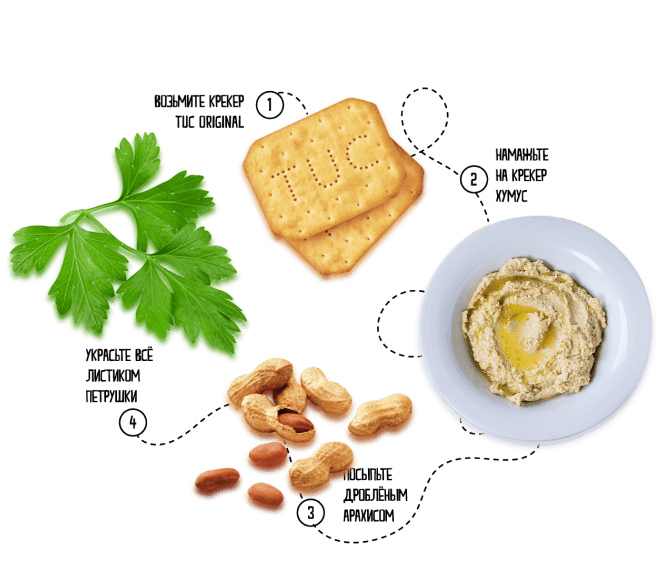 1
ВОЗЬМИТЕ КРЕКЕР
TUC ORIGINAL
TUC
2
НАМАЖЬТЕ
НА КРЕКЕР
ХУМУС
3
ПОСЫПЬТЕ
ДРОБЛЁНЫМ
АРАХИСОМ
4
УКРАСЬТЕ ВСЁ
ЛИСТИКОМ
ПЕТРУШКИ